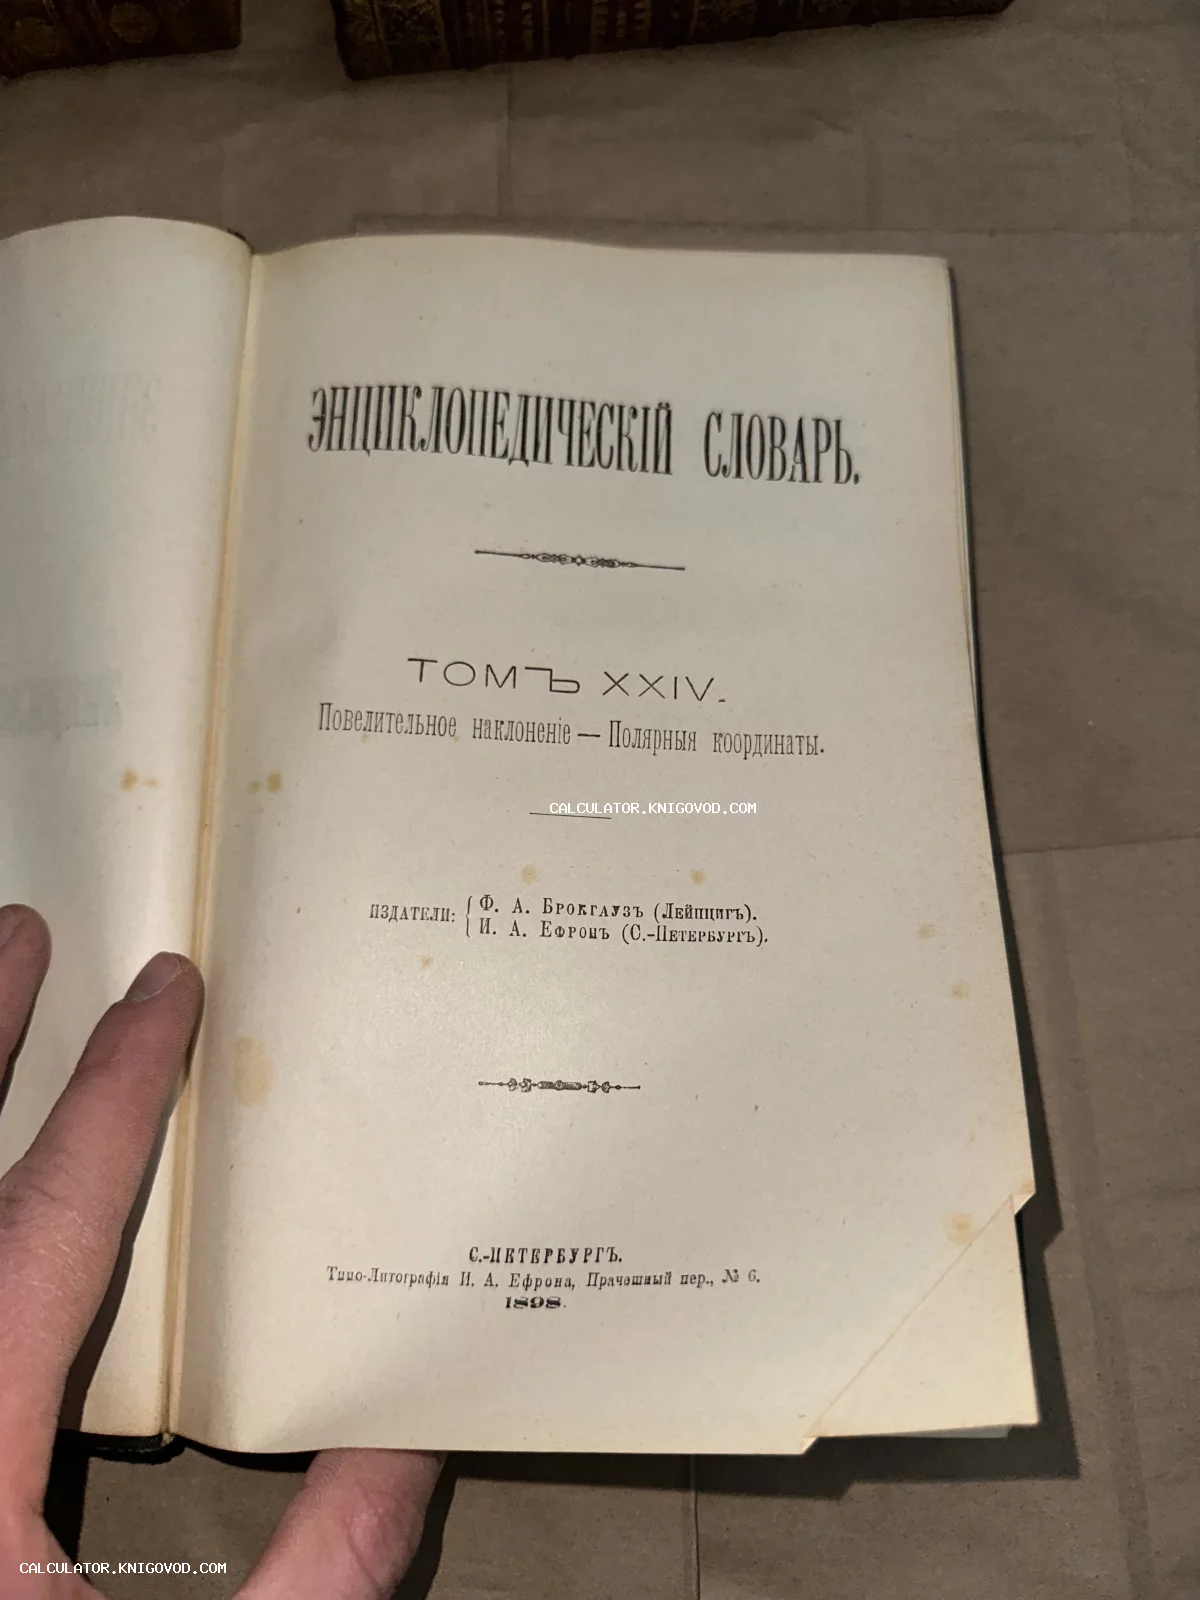 ЭНЦИКЛОПЕДИЧЕСКІЙ СЛОВАРЬ.
ТОМЪ XXIV.
Повелительное наклоненіе — Полярныя координаты.
CALCULATOR.KNIGOVOD.COM
ИЗДАТЕЛИ: { Ф. А. Брокгаузъ (Лейпцигъ).
И. А. Ефронъ (С.-Петербургъ).
С.-ПЕТЕРБУРГЪ.
Типо-Литографія И. А. Ефрона, Прачешный пер., № 6.
1898.
CALCULATOR.KNIGOVOD.COM